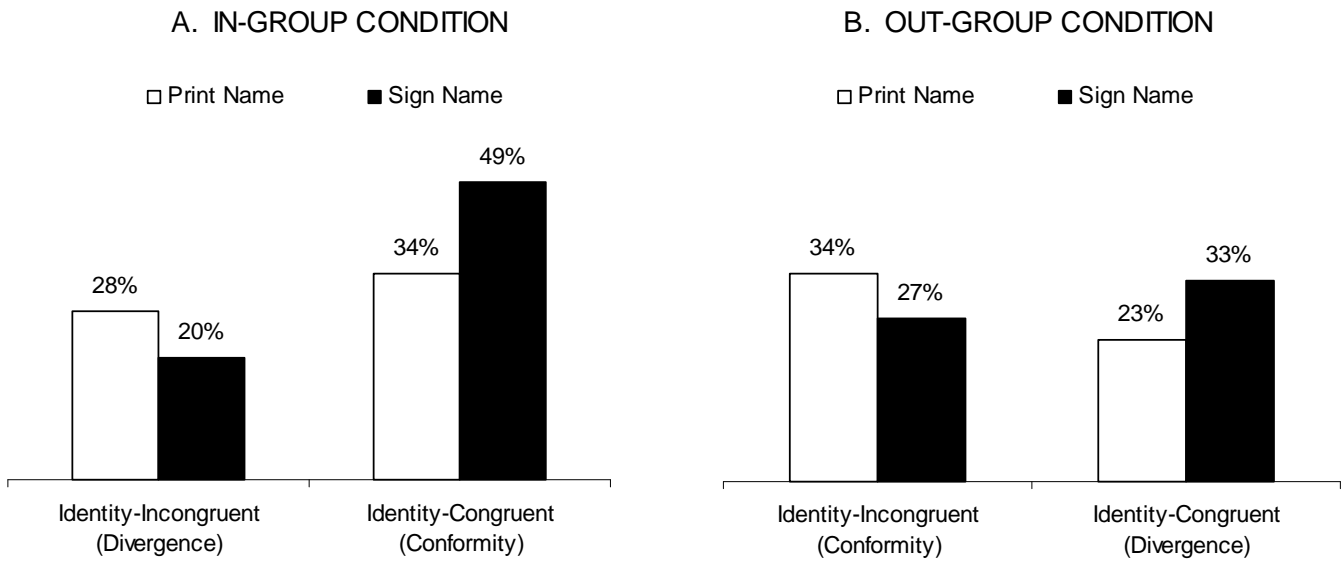 A. IN-GROUP CONDITION
Print Name Sign Name
28%
20%
34%
49%
Identity-Incongruent
(Divergence)
Identity-Congruent
(Conformity)
B. OUT-GROUP CONDITION
Print Name Sign Name
34%
27%
23%
33%
Identity-Incongruent
(Conformity)
Identity-Congruent
(Divergence)